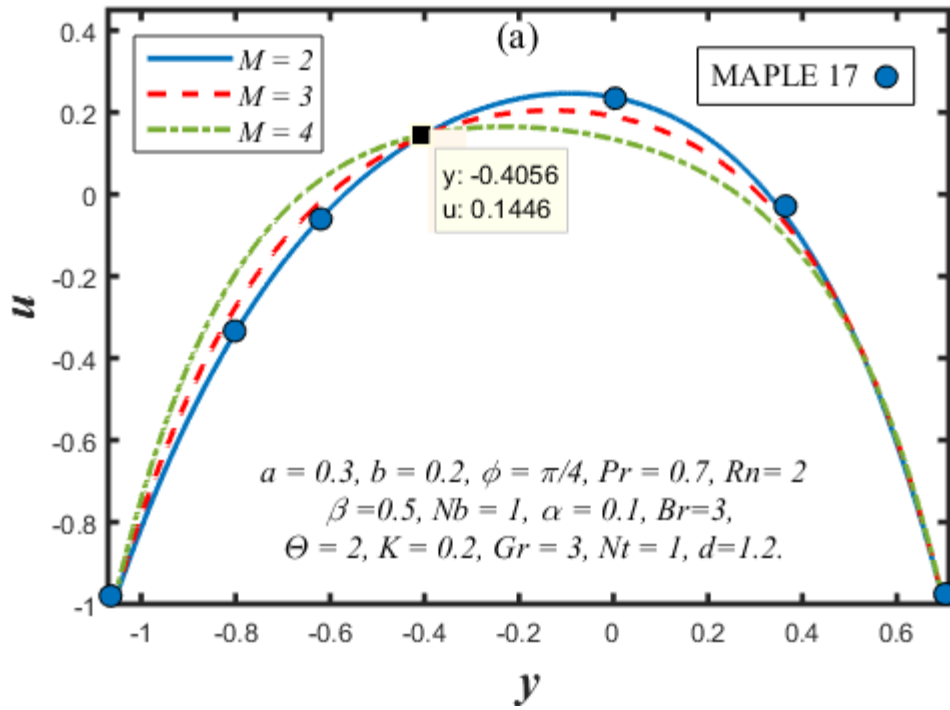 (a)
M = 2
M = 3
M = 4
MAPLE 17
y: -0.4056
u: 0.1446
a = 0.3, b = 0.2, ϕ = π/4, Pr = 0.7, Rn= 2
β =0.5, Nb = 1, α = 0.1, Br=3,
Θ = 2, K = 0.2, Gr = 3, Nt = 1, d=1.2.
0.4
0.2
0
-0.2
-0.4
-0.6
-0.8
-1
u
-1 -0.8 -0.6 -0.4 -0.2 0 0.2 0.4 0.6
y